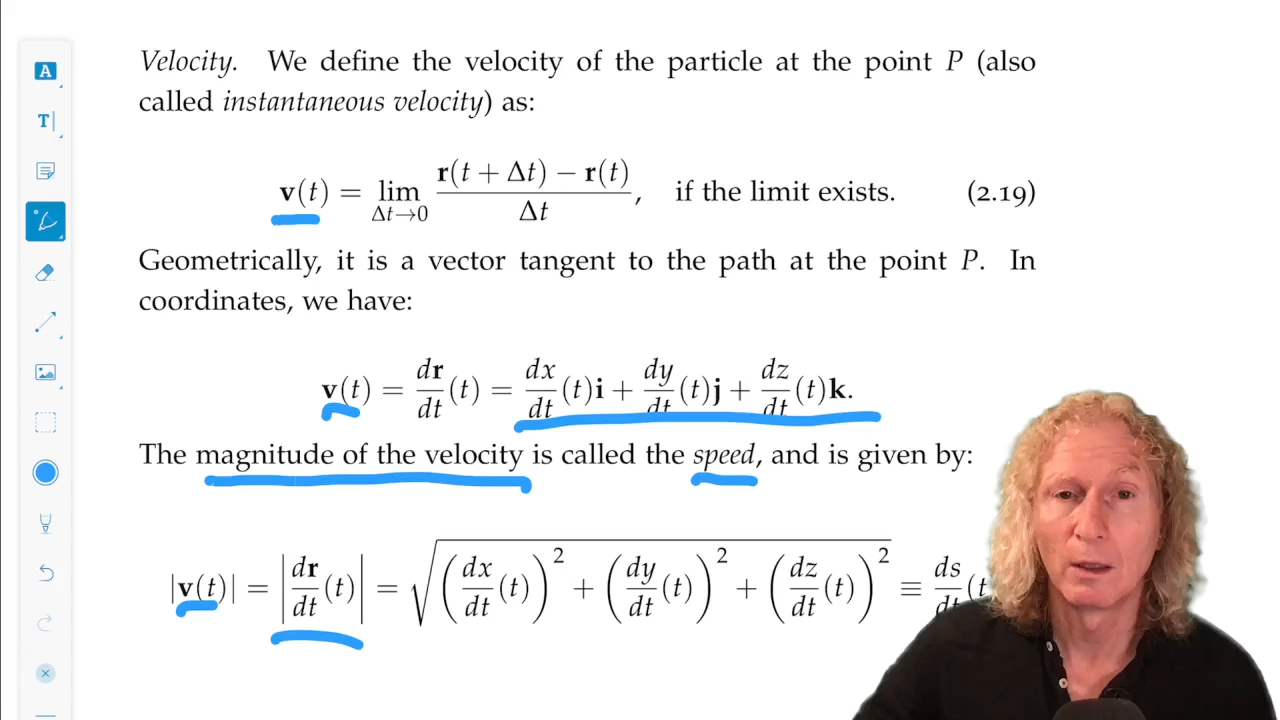 Velocity. We define the velocity of the particle at the point P (also
called instantaneous velocity) as:
v(t) = lim_{Δt→0} (r(t + Δt) − r(t)) / Δt, if the limit exists. (2.19)
Geometrically, it is a vector tangent to the path at the point P. In
coordinates, we have:
v(t) = dr/dt (t) = dx/dt (t)i + dy/dt (t)j + dz/dt (t)k.
The magnitude of the velocity is called the speed, and is given by:
|v(t)| = |dr/dt (t)| = √((dx/dt (t))² + (dy/dt (t))² + (dz/dt (t))²) ≡ ds/dt (t
A
T